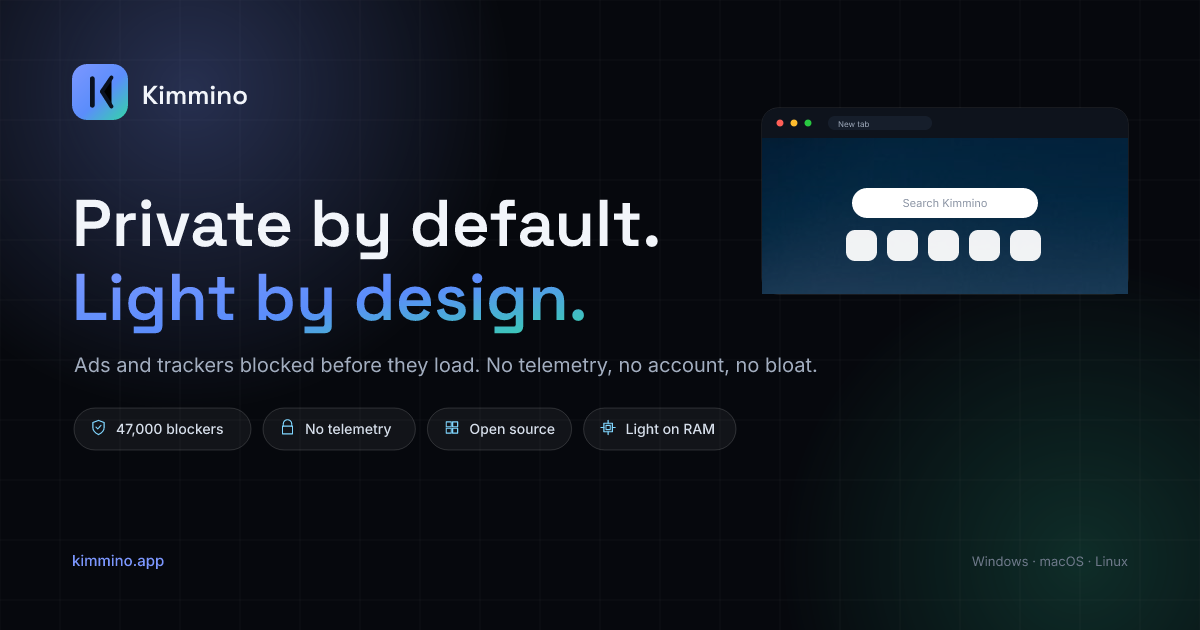 Kimmino
New tab
Search Kimmino
Private by default.
Light by design.
Ads and trackers blocked before they load. No telemetry, no account, no bloat.
47,000 blockers
No telemetry
Open source
Light on RAM
kimmino.app
Windows · macOS · Linux